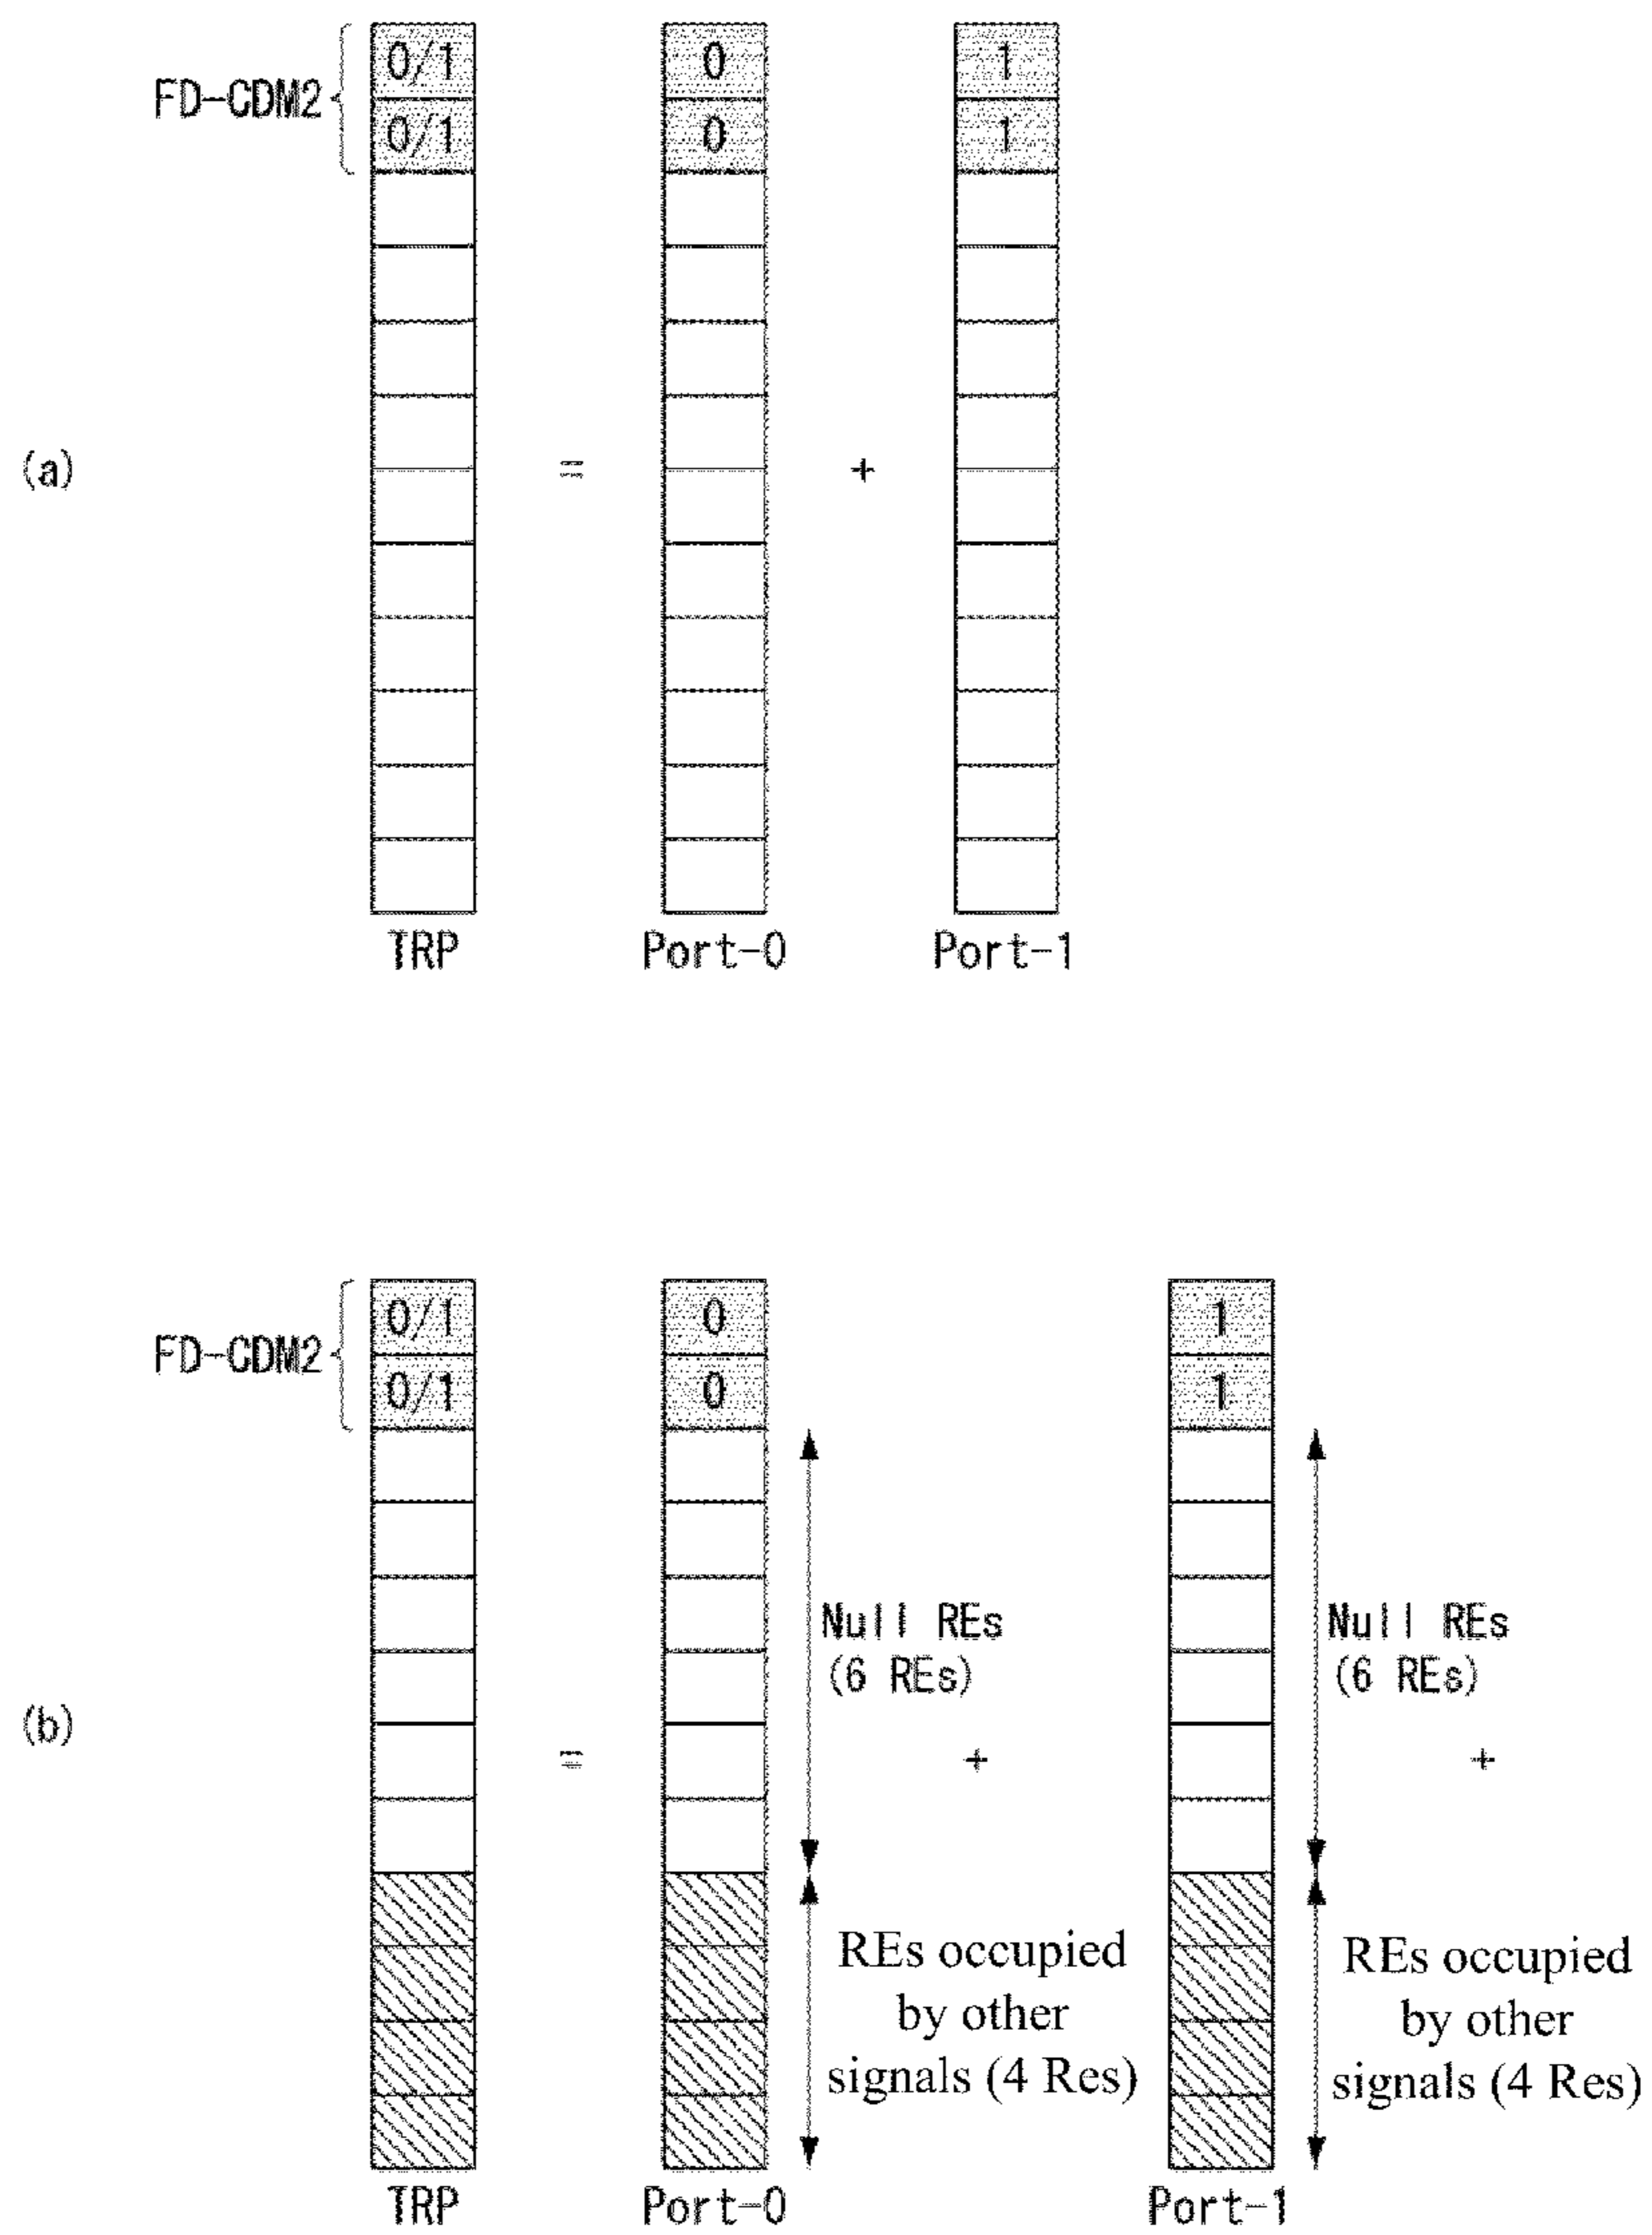 FD-CDM2
0/1 0 1
0/1 0 1
(a)
= +
TRP Port-0 Port-1
FD-CDM2
0/1 0 1
0/1 0 1
Null REs
(6 REs)
Null REs
(6 REs)
(b)
= + +
REs occupied
by other
signals (4 Res)
REs occupied
by other
signals (4 Res)
TRP Port-0 Port-1